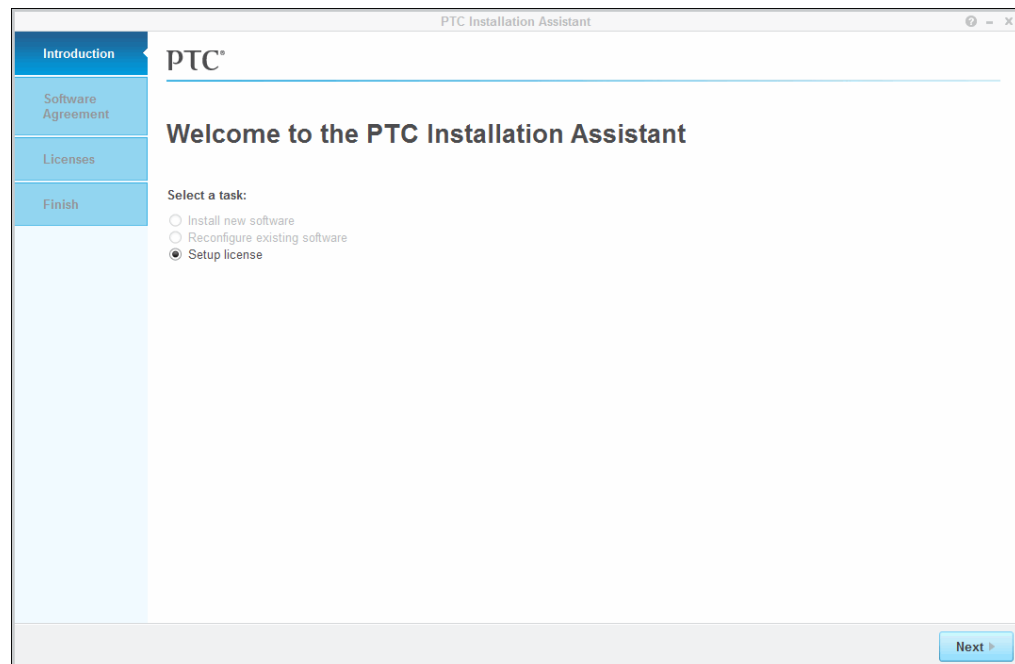 PTC Installation Assistant
Introduction
Software
Agreement
Licenses
Finish
PTC®
Welcome to the PTC Installation Assistant
Select a task:
Install new software
Reconfigure existing software
Setup license
Next